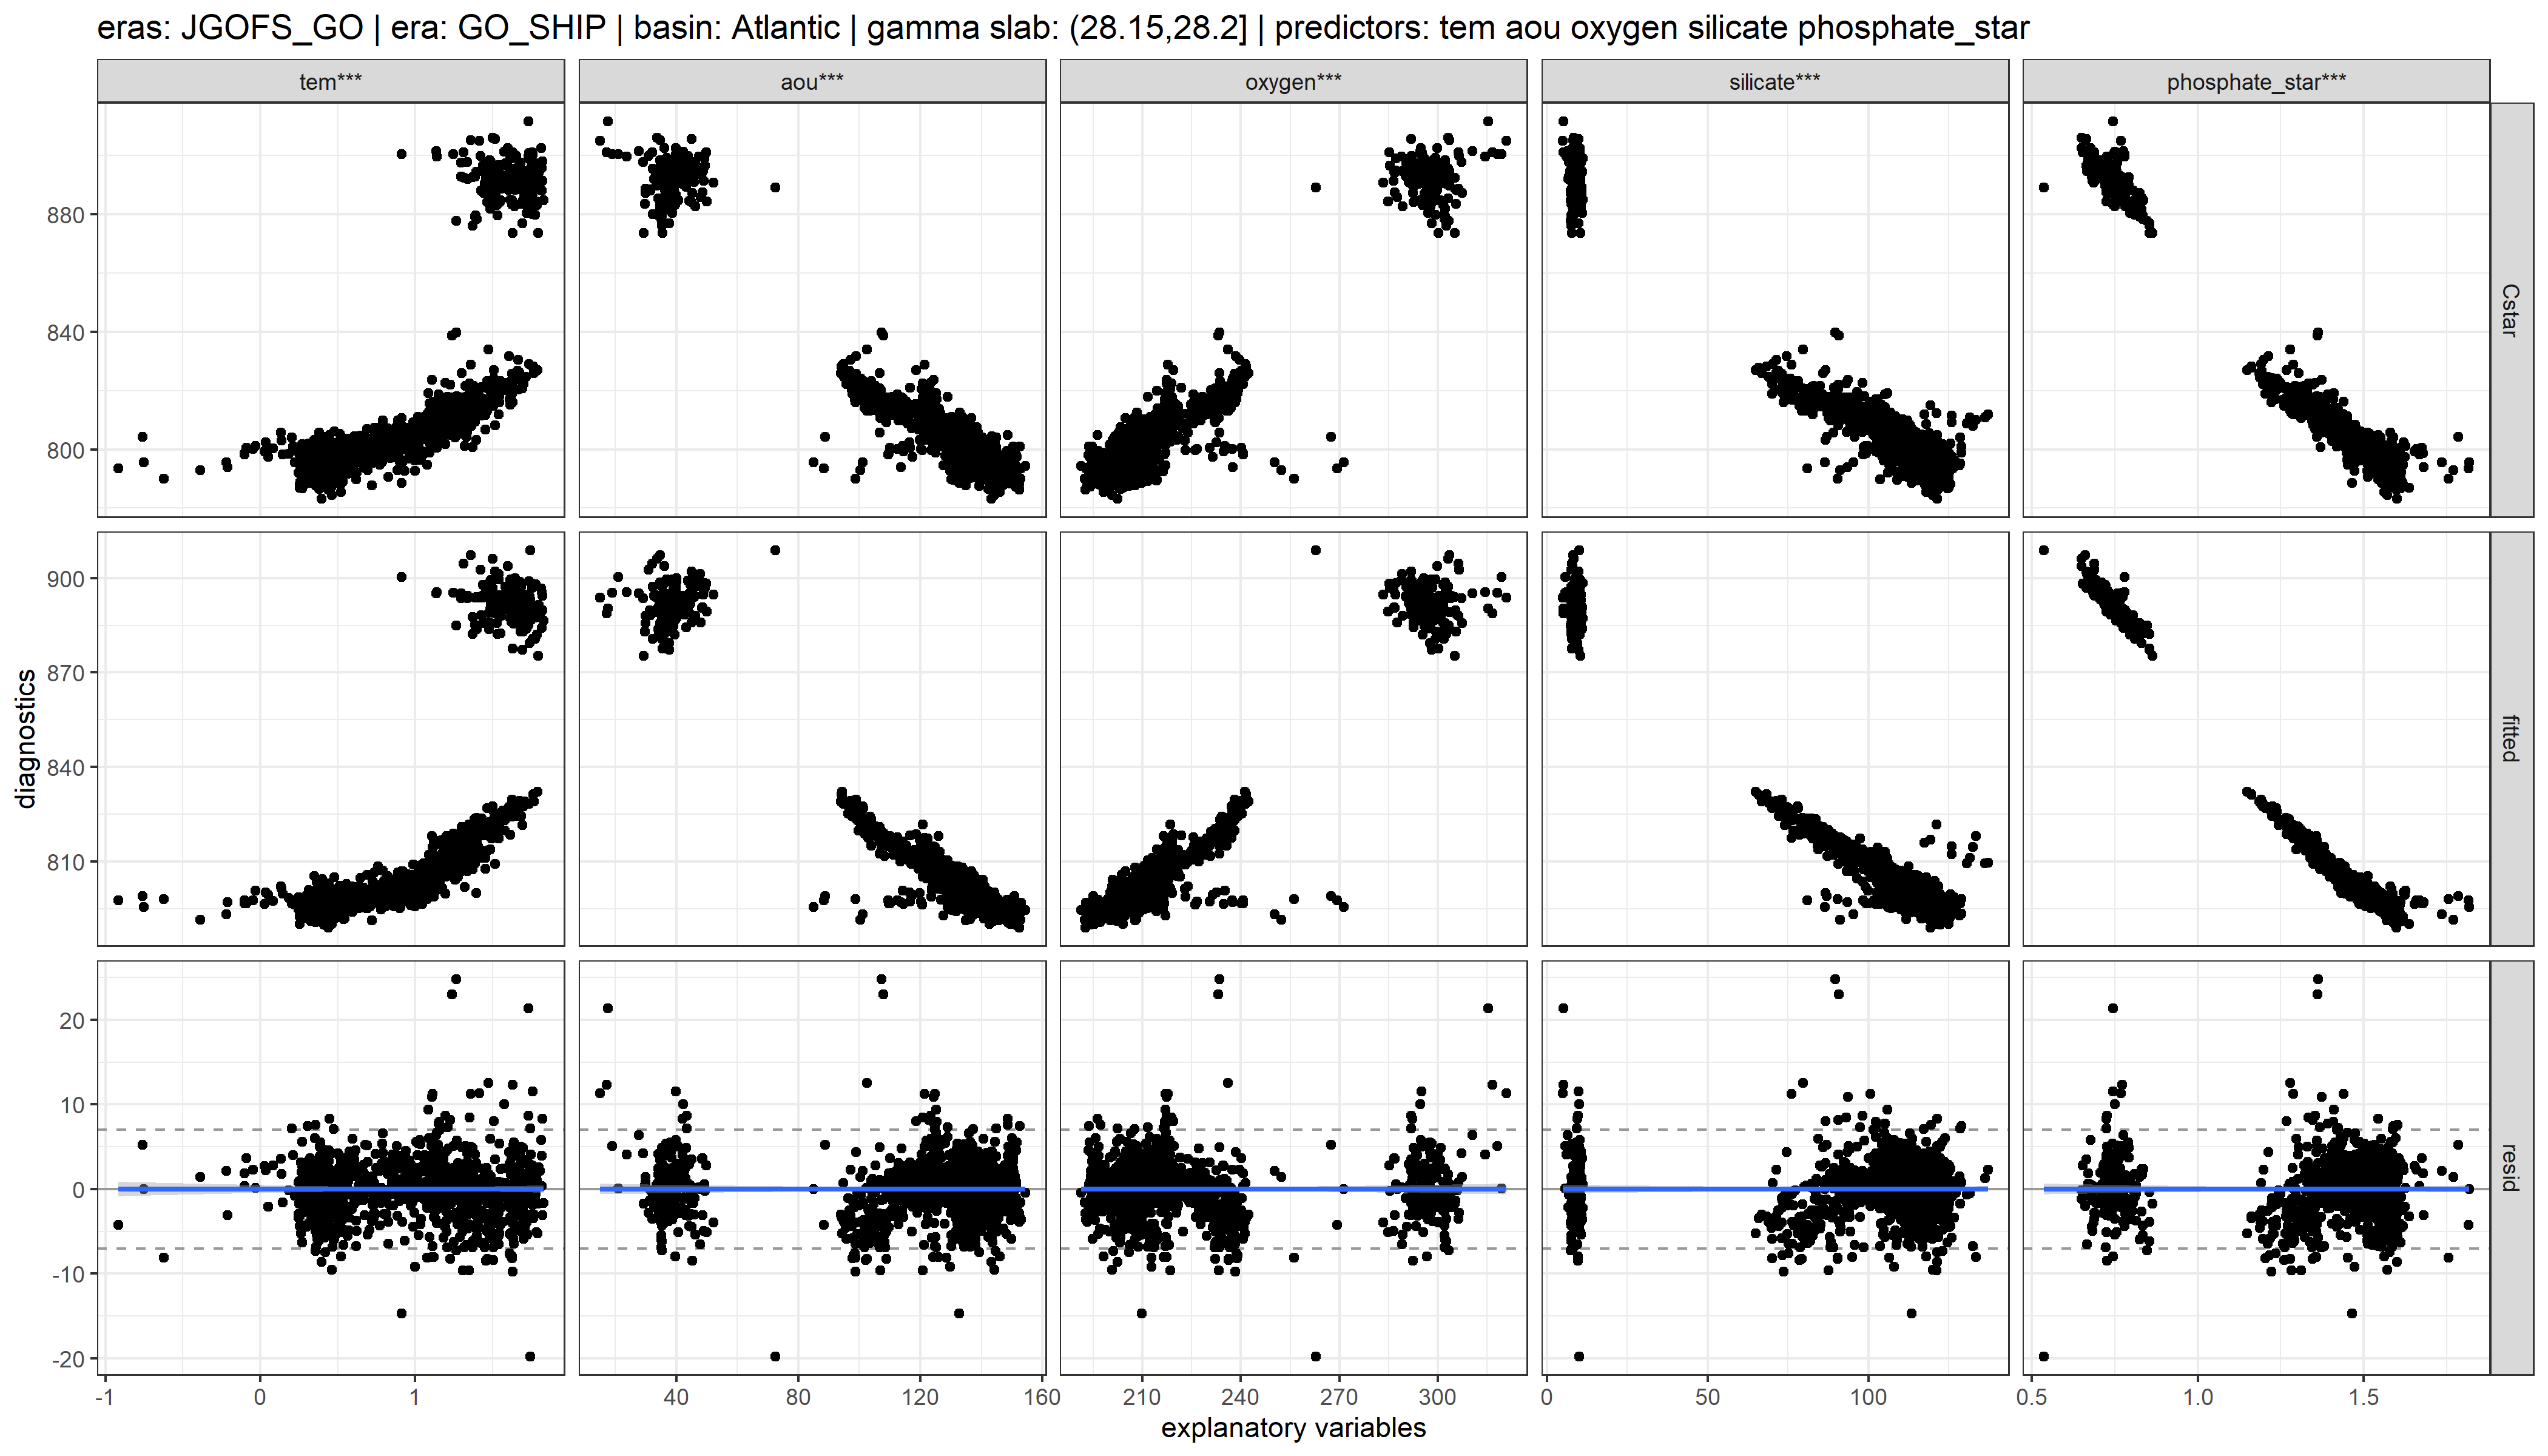 eras: JGOFS_GO | era: GO_SHIP | basin: Atlantic | gamma slab: (28.15,28.2] | predictors: tem aou oxygen silicate phosphate_star
tem*** aou*** oxygen*** silicate*** phosphate_star***
880
840
800
Cstar
900
870
840
810
fitted
diagnostics
20
10
0
-10
-20
resid
-1 0 1 40 80 120 160 210 240 270 300 0 50 100 0.5 1.0 1.5
explanatory variables